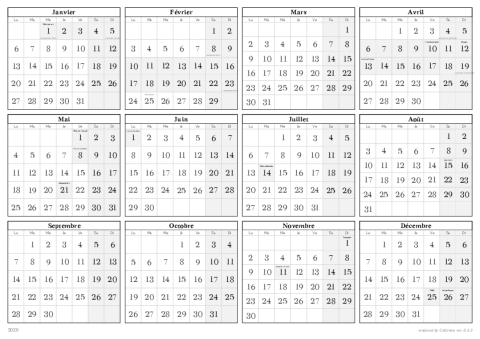 Janvier
Lu Ma Me Je Ve Sa Di
1 2 3 4 5
6 7 8 9 10 11 12
13 14 15 16 17 18 19
20 21 22 23 24 25 26
27 28 29 30 31
Février
Lu Ma Me Je Ve Sa Di
1 2
3 4 5 6 7 8 9
10 11 12 13 14 15 16
17 18 19 20 21 22 23
24 25 26 27 28 29
Mars
Lu Ma Me Je Ve Sa Di
1
2 3 4 5 6 7 8
9 10 11 12 13 14 15
16 17 18 19 20 21 22
23 24 25 26 27 28 29
30 31
Avril
Lu Ma Me Je Ve Sa Di
1 2 3 4 5
6 7 8 9 10 11 12
13 14 15 16 17 18 19
20 21 22 23 24 25 26
27 28 29 30
Mai
Lu Ma Me Je Ve Sa Di
1 2 3
4 5 6 7 8 9 10
11 12 13 14 15 16 17
18 19 20 21 22 23 24
25 26 27 28 29 30 31
Juin
Lu Ma Me Je Ve Sa Di
1 2 3 4 5 6 7
8 9 10 11 12 13 14
15 16 17 18 19 20 21
22 23 24 25 26 27 28
29 30
Juillet
Lu Ma Me Je Ve Sa Di
1 2 3 4 5
6 7 8 9 10 11 12
13 14 15 16 17 18 19
20 21 22 23 24 25 26
27 28 29 30 31
Août
Lu Ma Me Je Ve Sa Di
1 2
3 4 5 6 7 8 9
10 11 12 13 14 15 16
17 18 19 20 21 22 23
24 25 26 27 28 29 30
31
Septembre
Lu Ma Me Je Ve Sa Di
1 2 3 4 5 6
7 8 9 10 11 12 13
14 15 16 17 18 19 20
21 22 23 24 25 26 27
28 29 30
Octobre
Lu Ma Me Je Ve Sa Di
1 2 3 4
5 6 7 8 9 10 11
12 13 14 15 16 17 18
19 20 21 22 23 24 25
26 27 28 29 30 31
Novembre
Lu Ma Me Je Ve Sa Di
1
2 3 4 5 6 7 8
9 10 11 12 13 14 15
16 17 18 19 20 21 22
23 24 25 26 27 28 29
30
Décembre
Lu Ma Me Je Ve Sa Di
1 2 3 4 5 6
7 8 9 10 11 12 13
14 15 16 17 18 19 20
21 22 23 24 25 26 27
28 29 30 31
2020